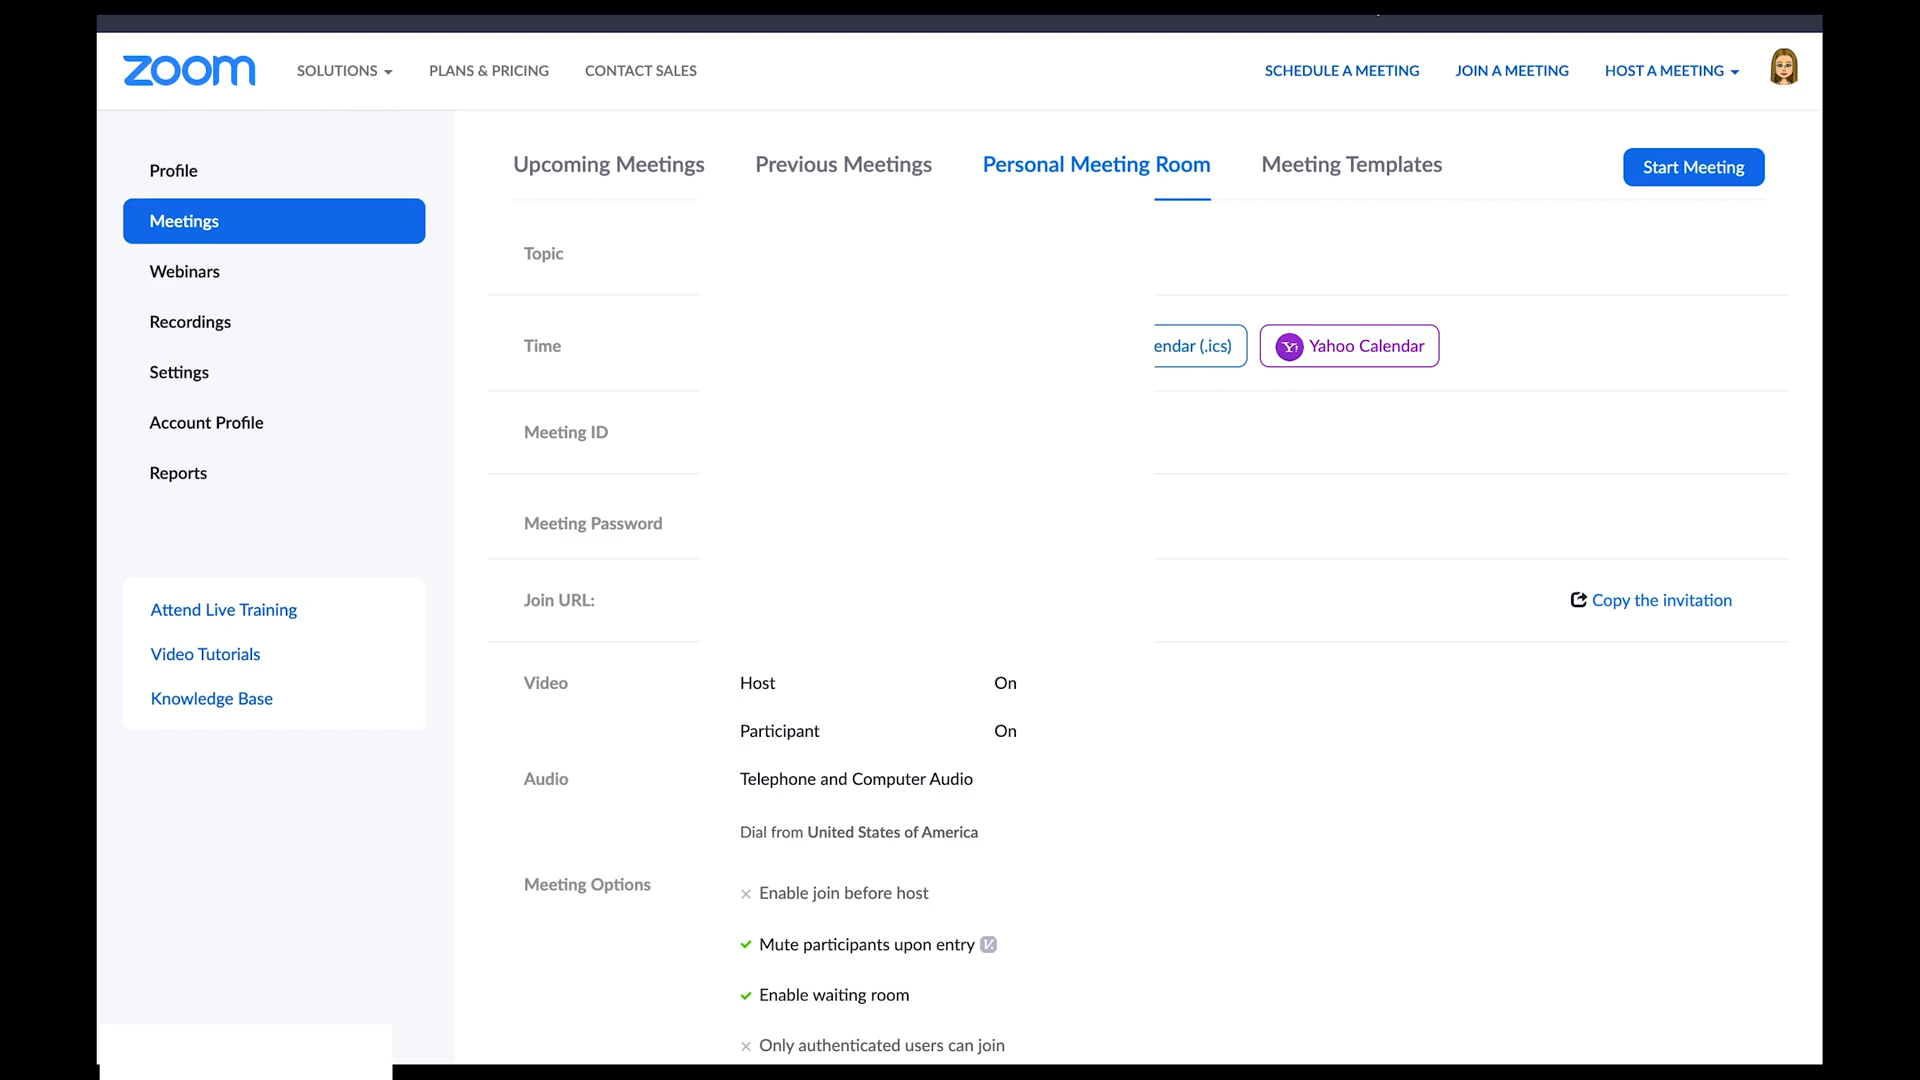 zoom SOLUTIONS PLANS & PRICING CONTACT SALES SCHEDULE A MEETING JOIN A MEETING HOST A MEETING
Profile
Meetings
Webinars
Recordings
Settings
Account Profile
Reports
Attend Live Training
Video Tutorials
Knowledge Base
Upcoming Meetings Previous Meetings Personal Meeting Room Meeting Templates Start Meeting
Topic
Time endar (.ics) Y! Yahoo Calendar
Meeting ID
Meeting Password
Join URL: Copy the invitation
Video Host On
Participant On
Audio Telephone and Computer Audio
Dial from United States of America
Meeting Options
Enable join before host
Mute participants upon entry
Enable waiting room
Only authenticated users can join